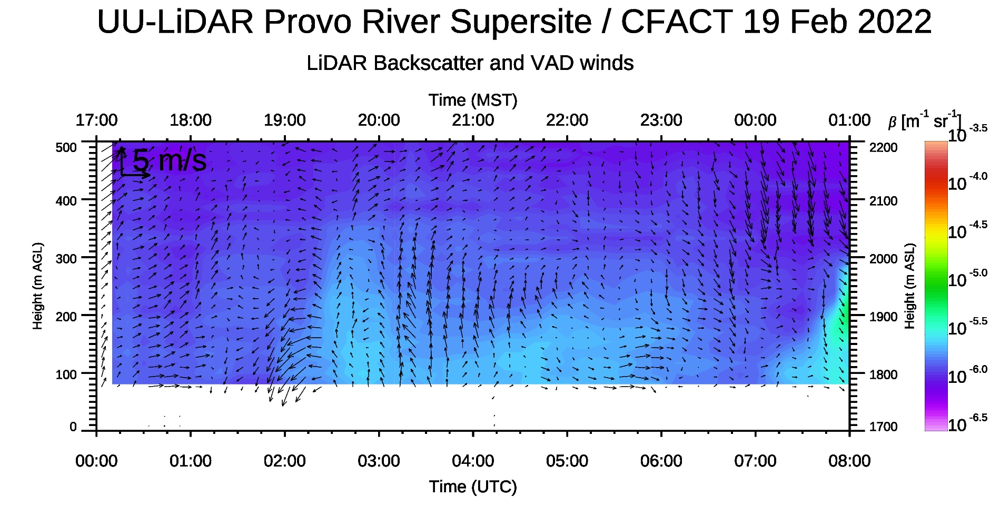 UU-LiDAR Provo River Supersite / CFACT 19 Feb 2022
LiDAR Backscatter and VAD winds
Time (MST)
17:00 18:00 19:00 20:00 21:00 22:00 23:00 00:00 01:00
β [m⁻¹ sr⁻¹]
5 m/s
500
400
300
200
100
0
Height (m AGL)
2200
2100
2000
1900
1800
1700
Height (m ASL)
10 -3.5
10 -4.0
10 -4.5
10 -5.0
10 -5.5
10 -6.0
10 -6.5
00:00 01:00 02:00 03:00 04:00 05:00 06:00 07:00 08:00
Time (UTC)